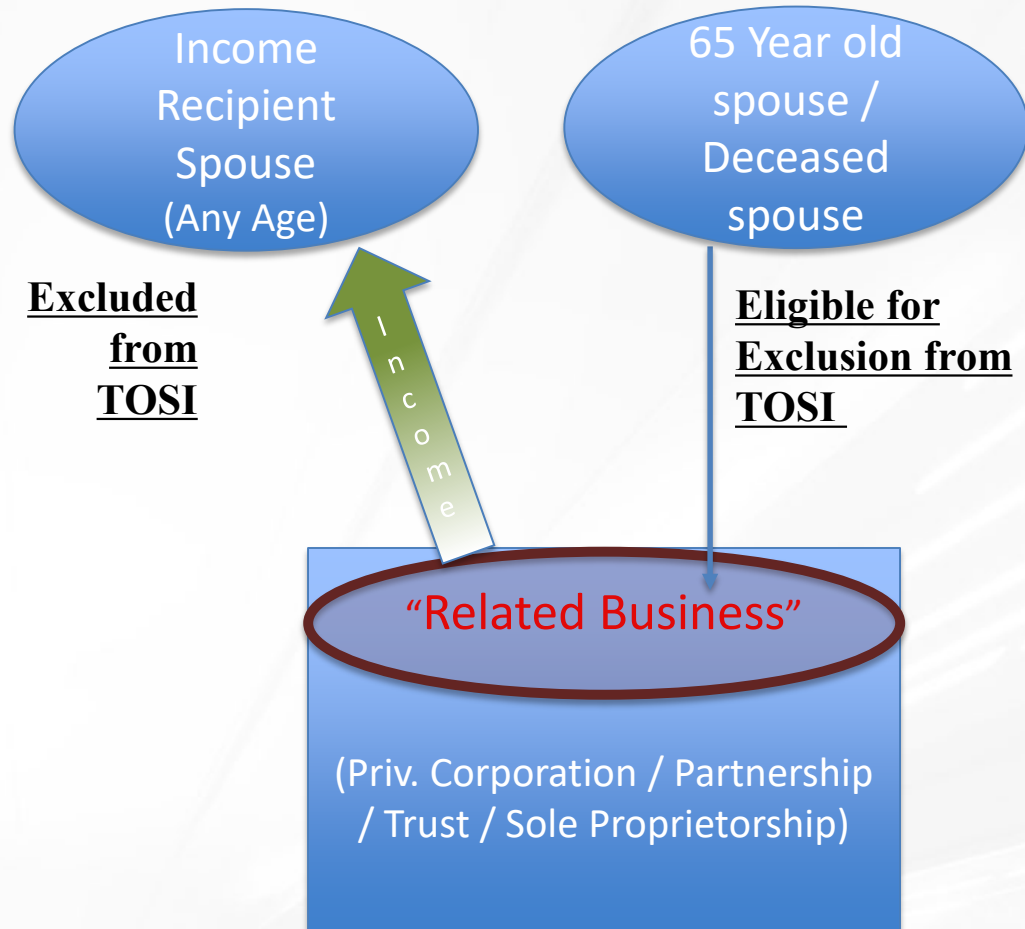 Income
Recipient
Spouse
(Any Age)
65 Year old
spouse /
Deceased
spouse
Excluded
from
TOSI
Income
Eligible for
Exclusion from
TOSI
“Related Business”
(Priv. Corporation / Partnership
/ Trust / Sole Proprietorship)